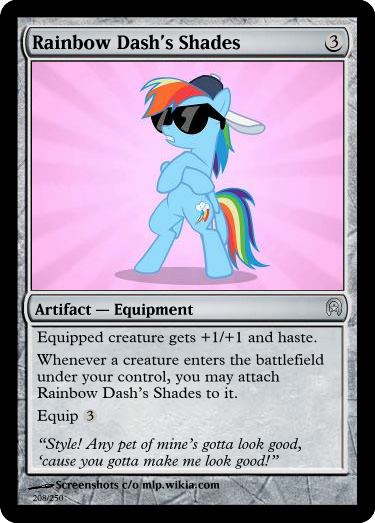 Rainbow Dash's Shades 3
Artifact — Equipment
Equipped creature gets +1/+1 and haste.
Whenever a creature enters the battlefield
under your control, you may attach
Rainbow Dash's Shades to it.
Equip 3
“Style! Any pet of mine's gotta look good,
'cause you gotta make me look good!”
Screenshots c/o mlp.wikia.com
208/250